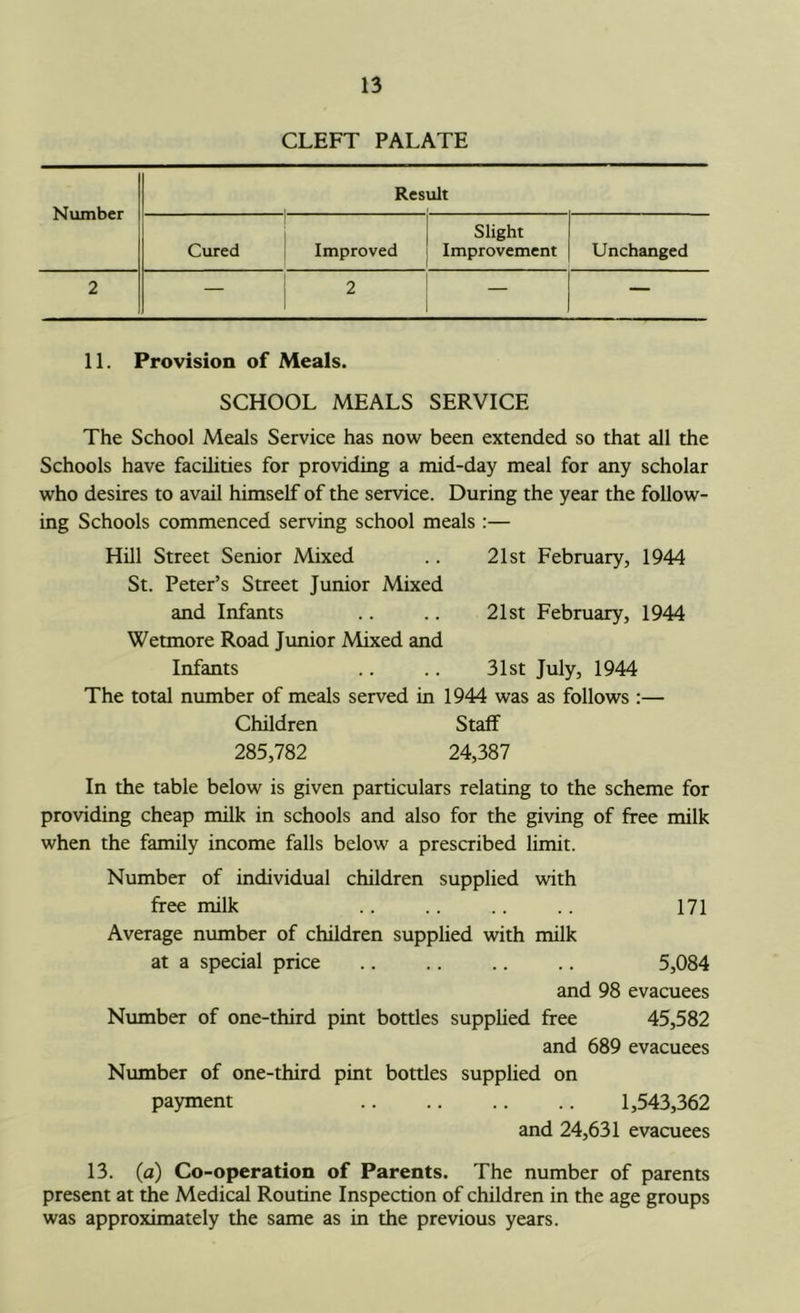 13
CLEFT PALATE
Number
Result
Cured Improved Slight Improvement Unchanged
2 — 2 — —
11. Provision of Meals.
SCHOOL MEALS SERVICE
The School Meals Service has now been extended so that all the
Schools have facilities for providing a mid-day meal for any scholar
who desires to avail himself of the service. During the year the follow-
ing Schools commenced serving school meals :—
Hill Street Senior Mixed .. 21st February, 1944
St. Peter's Street Junior Mixed
and Infants .. .. 21st February, 1944
Wetmore Road Junior Mixed and
Infants .. .. 31st July, 1944
The total number of meals served in 1944 was as follows :—
Children Staff
285,782 24,387
In the table below is given particulars relating to the scheme for
providing cheap milk in schools and also for the giving of free milk
when the family income falls below a prescribed limit.
Number of individual children supplied with
free milk .. .. .. .. 171
Average number of children supplied with milk
at a special price .. .. .. .. 5,084
and 98 evacuees
Number of one-third pint bottles supplied free 45,582
and 689 evacuees
Number of one-third pint bottles supplied on
payment .. .. .. .. 1,543,362
and 24,631 evacuees
13. (a) Co-operation of Parents. The number of parents
present at the Medical Routine Inspection of children in the age groups
was approximately the same as in the previous years.